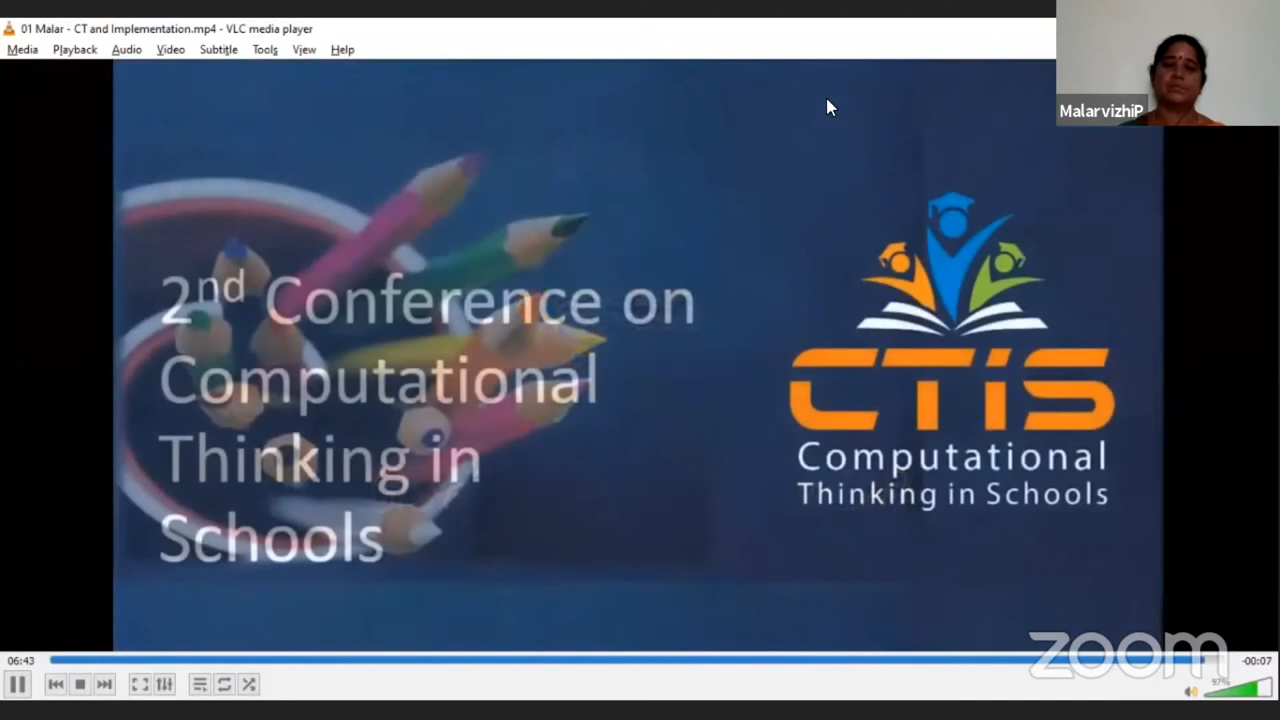 01 Malar - CT and Implementation.mp4 - VLC media player
Media Playback Audio Video Subtitle Tools View Help
MalarvizhiP
2nd Conference on
Computational
Thinking in
Schools
CTiS
Computational
Thinking in Schools
zoom
06:43
-00:07
97%